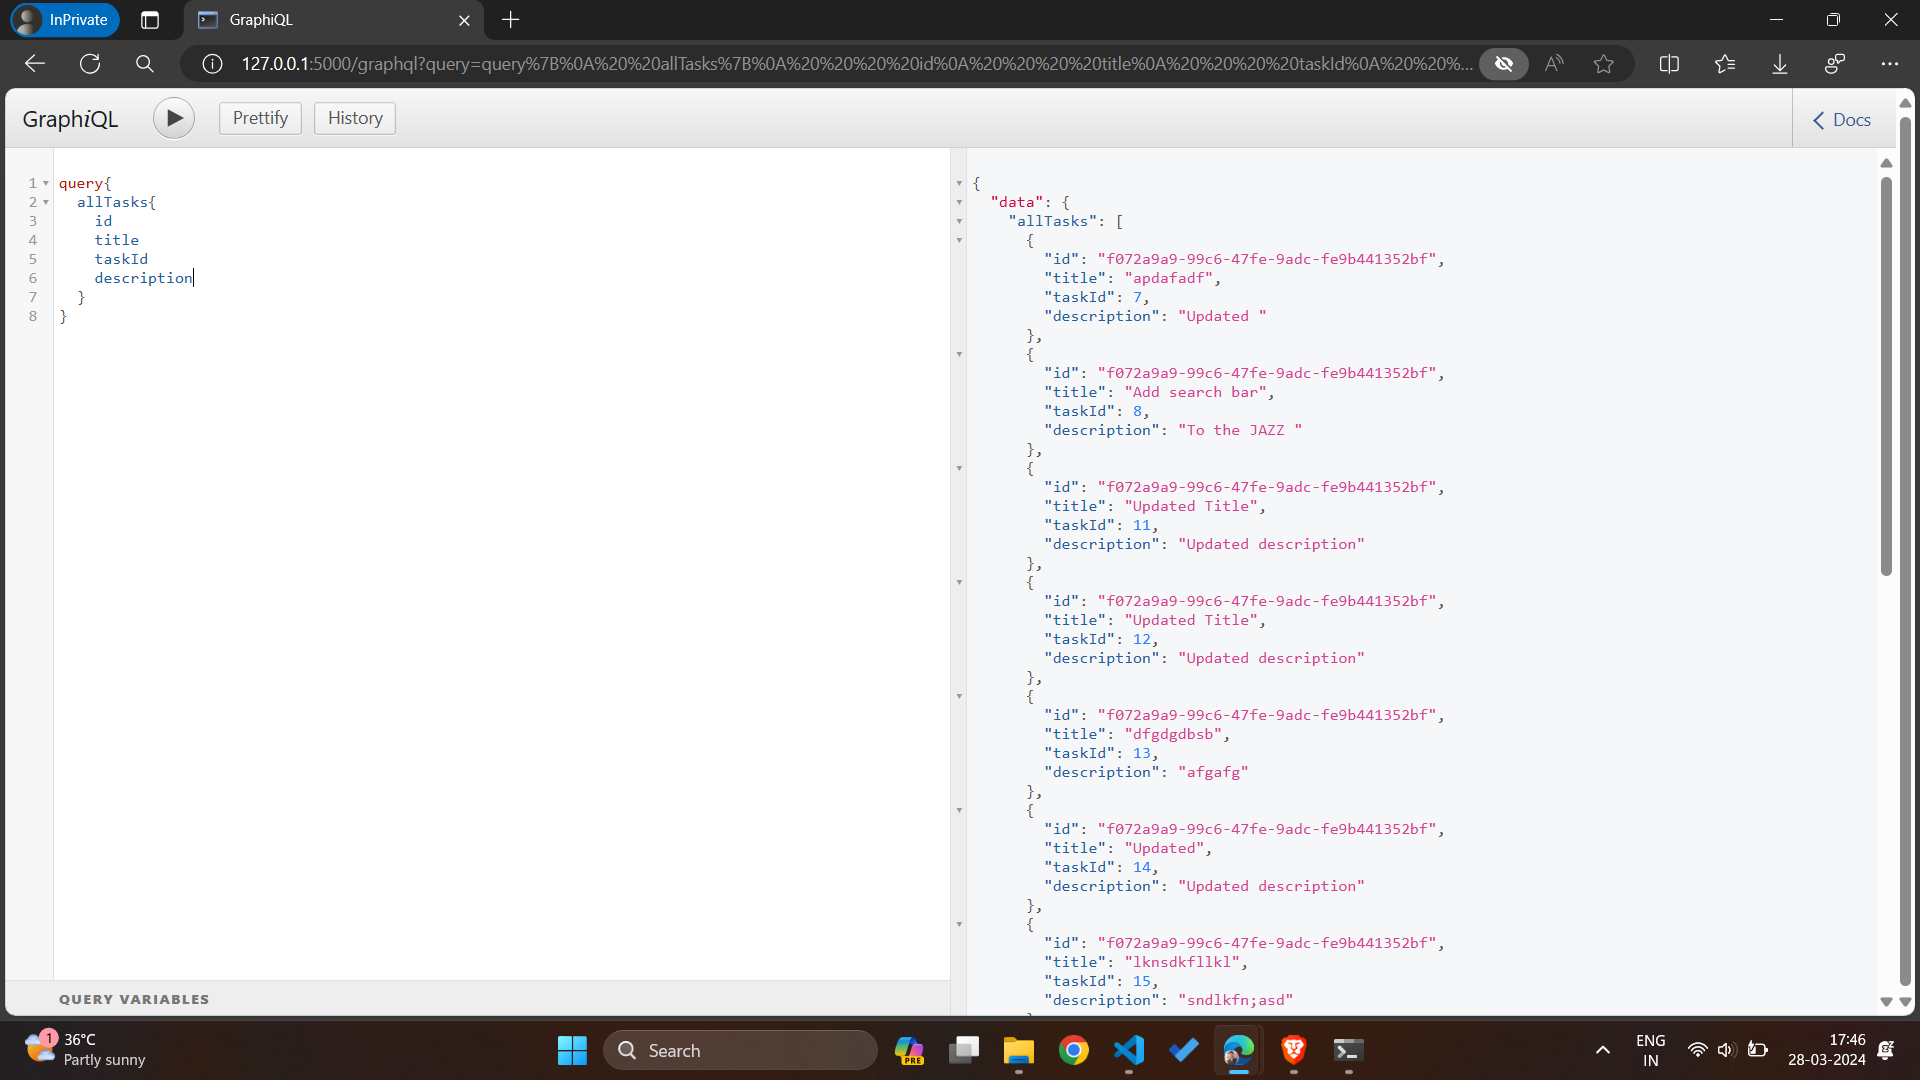 InPrivate
GraphiQL
127.0.0.1:5000/graphql?query=query%7B%0A%20%20allTasks%7B%0A%20%20%20%20id%0A%20%20%20%20title%0A%20%20%20%20taskId%0A%20%20%20%...
GraphiQL
Prettify
History
Docs
1 query{
2 allTasks{
3 id
4 title
5 taskId
6 description
7 }
8 }
QUERY VARIABLES
{
"data": {
"allTasks": [
{
"id": "f072a9a9-99c6-47fe-9adc-fe9b441352bf",
"title": "apdafadf",
"taskId": 7,
"description": "Updated "
},
{
"id": "f072a9a9-99c6-47fe-9adc-fe9b441352bf",
"title": "Add search bar",
"taskId": 8,
"description": "To the JAZZ "
},
{
"id": "f072a9a9-99c6-47fe-9adc-fe9b441352bf",
"title": "Updated Title",
"taskId": 11,
"description": "Updated description"
},
{
"id": "f072a9a9-99c6-47fe-9adc-fe9b441352bf",
"title": "Updated Title",
"taskId": 12,
"description": "Updated description"
},
{
"id": "f072a9a9-99c6-47fe-9adc-fe9b441352bf",
"title": "dfgdgdbsb",
"taskId": 13,
"description": "afgafg"
},
{
"id": "f072a9a9-99c6-47fe-9adc-fe9b441352bf",
"title": "Updated",
"taskId": 14,
"description": "Updated description"
},
{
"id": "f072a9a9-99c6-47fe-9adc-fe9b441352bf",
"title": "lknsdkfllkl",
"taskId": 15,
"description": "sndlkfn;asd"
1
36°C
Partly sunny
Search
PRE
ENG
IN
17:46
28-03-2024